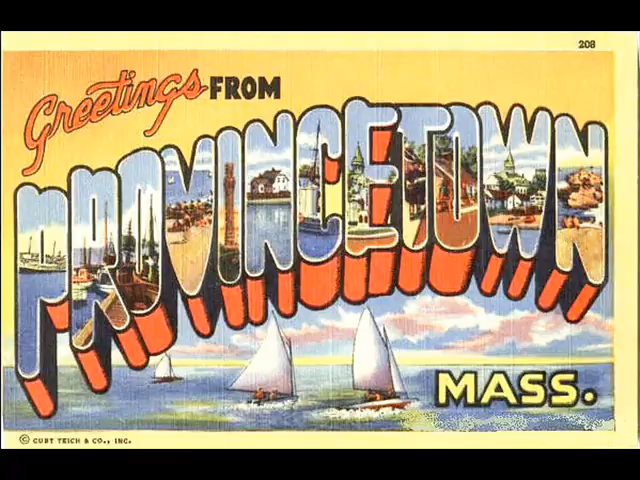 208
Greetings FROM
PROVINCETOWN
MASS.
© CURT TEICH & CO., INC.